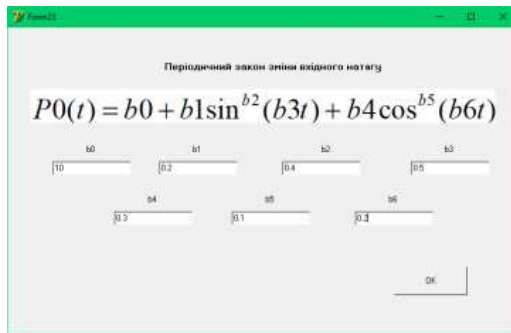 Form23
Періодичний закон зміни вхідного натягу
P0(t) = b0 + b1sin^b2(b3t) + b4cos^b5(b6t)
b0 b1 b2 b3
10 0.2 0.4 0.5
b4 b5 b6
0.3 0.1 0.2
OK